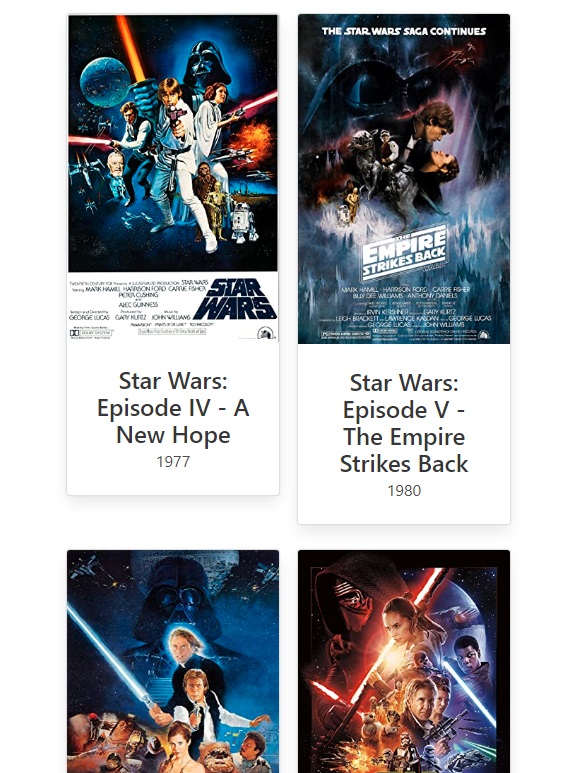 TWENTIETH CENTURY-FOX Presents A LUCASFILM LTD. PRODUCTION STAR WARS
Starring MARK HAMILL HARRISON FORD CARRIE FISHER
PETER CUSHING
and
ALEC GUINNESS
Written and Directed by
GEORGE LUCAS
Produced by
GARY KURTZ
Music by
JOHN WILLIAMS
STAR
WARS
Star Wars:
Episode IV - A
New Hope
1977
THE STAR WARS SAGA CONTINUES
THE
EMPIRE
STRIKES BACK
MARK HAMILL · HARRISON FORD · CARRIE FISHER
BILLY DEE WILLIAMS · ANTHONY DANIELS
IRVIN KERSHNER GARY KURTZ
LEIGH BRACKETT LAWRENCE KASDAN GEORGE LUCAS
GEORGE LUCAS JOHN WILLIAMS
Star Wars:
Episode V -
The Empire
Strikes Back
1980